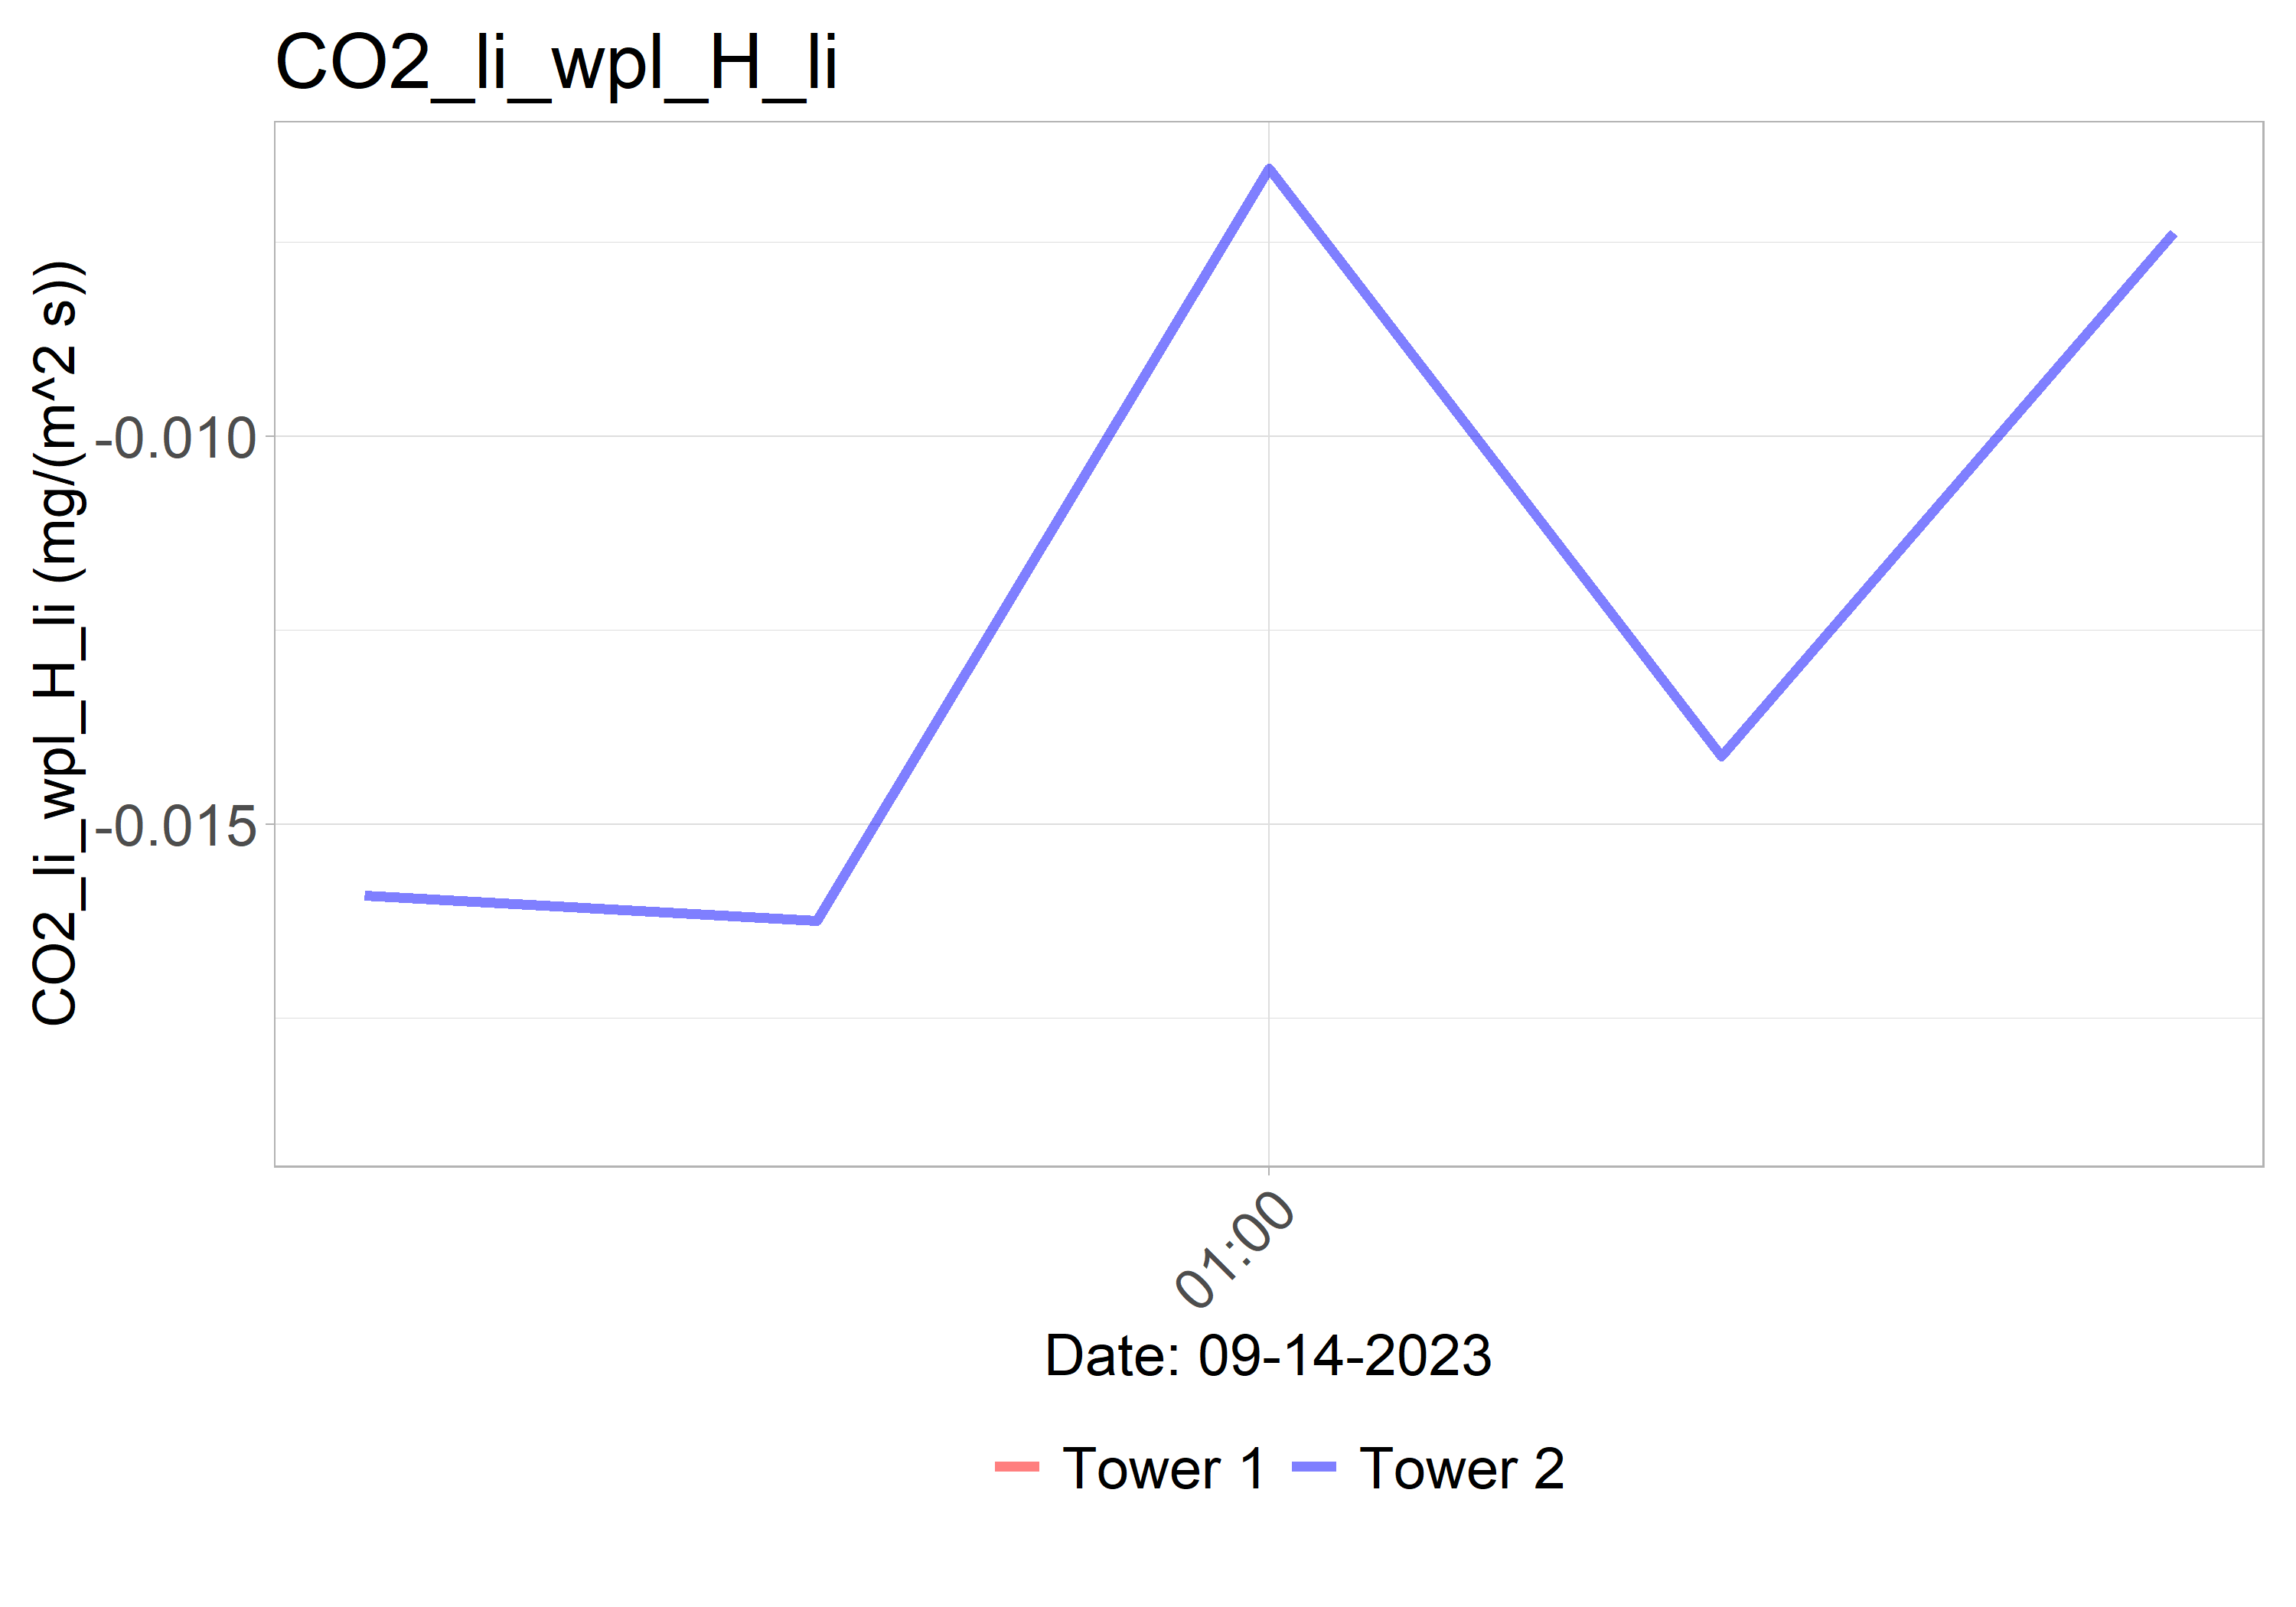 CO2_li_wpl_H_li
CO2_li_wpl_H_li (mg/(m^2 s))
-0.010
-0.015
01:00
Date: 09-14-2023
Tower 1 Tower 2